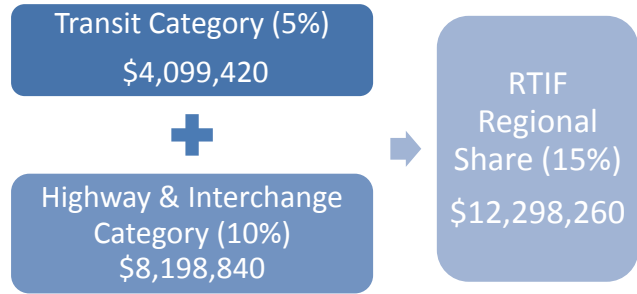 Transit Category (5%)
$4,099,420
Highway & Interchange
Category (10%)
$8,198,840
RTIF
Regional
Share (15%)
$12,298,260